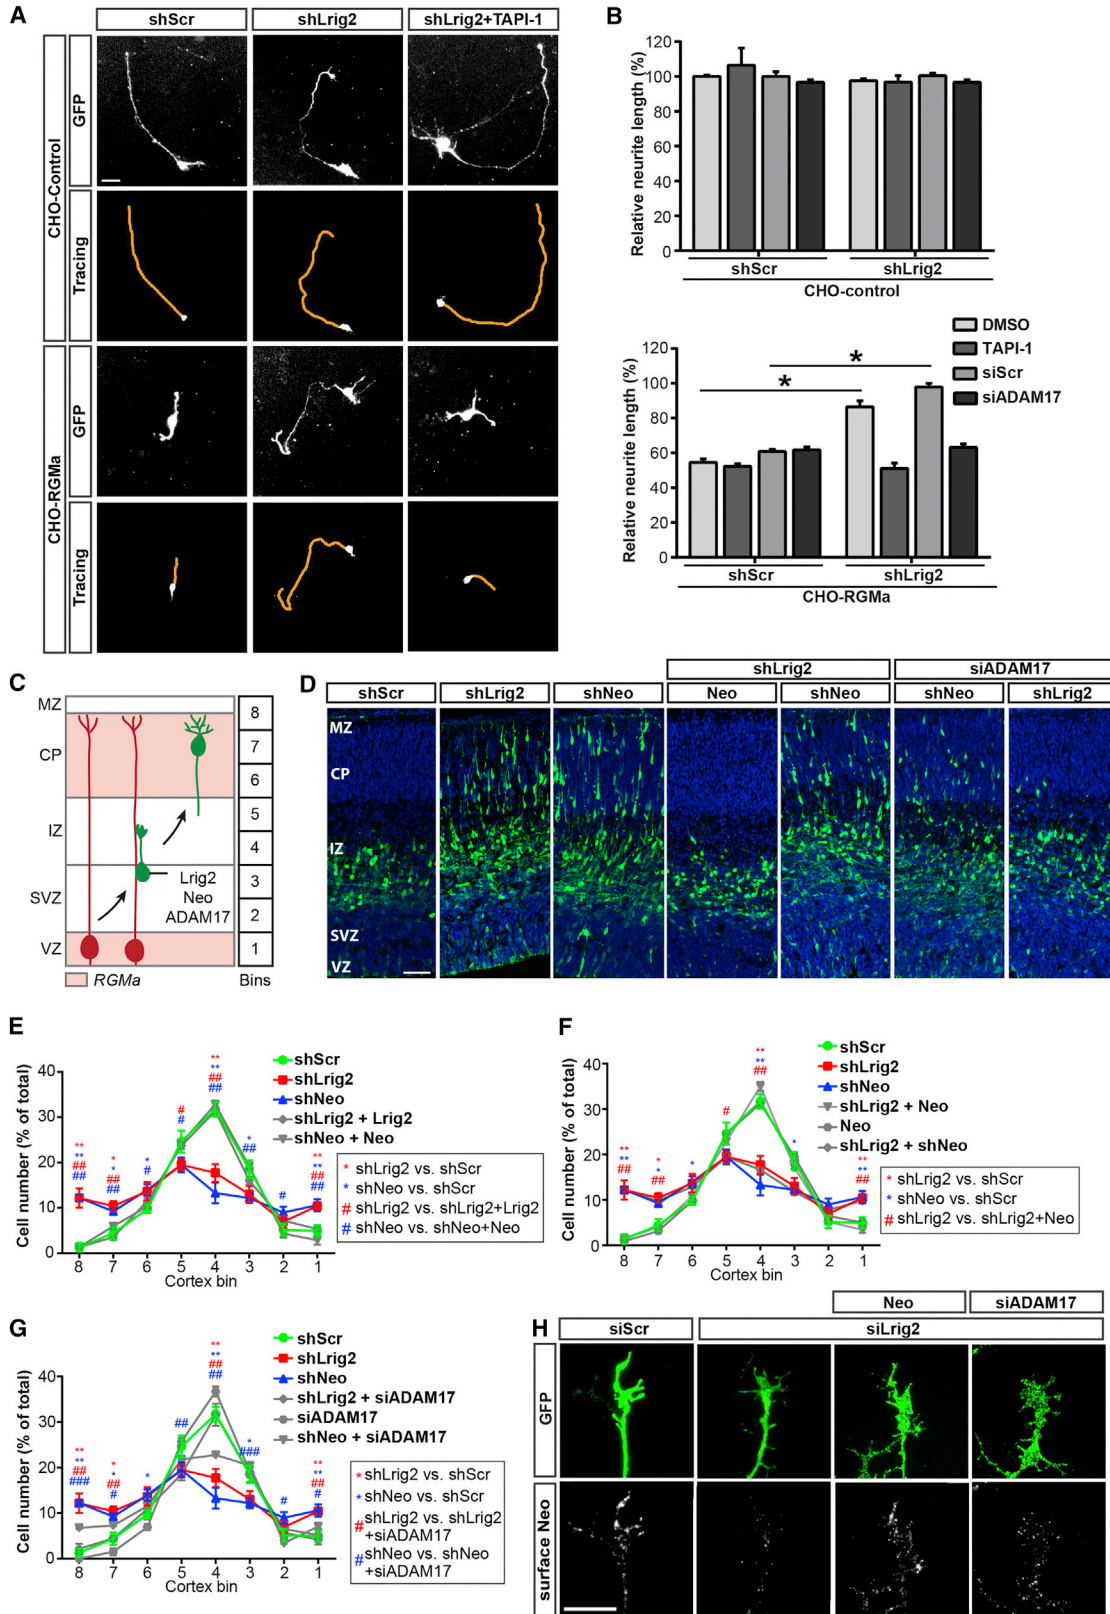 A
shScr
shLrig2
shLrig2+TAPI-1
CHO-Control
GFP
Tracing
CHO-RGMa
GFP
Tracing
B
Relative neurite length (%)
120
100
80
60
40
20
0
shScr
shLrig2
CHO-control
DMSO
TAPI-1
siScr
siADAM17
Relative neurite length (%)
120
100
80
60
40
20
0
*
*
shScr
shLrig2
CHO-RGMa
C
MZ
CP
IZ
SVZ
VZ
8
7
6
5
4
3
2
1
Lrig2
Neo
ADAM17
RGMa
Bins
D
shLrig2
siADAM17
shScr
shLrig2
shNeo
Neo
shNeo
shNeo
shLrig2
MZ
CP
IZ
SVZ
VZ
E
Cell number (% of total)
40
30
20
10
0
8 7 6 5 4 3 2 1
Cortex bin
shScr
shLrig2
shNeo
shLrig2 + Lrig2
shNeo + Neo
* shLrig2 vs. shScr
* shNeo vs. shScr
# shLrig2 vs. shLrig2+Lrig2
# shNeo vs. shNeo+Neo
F
Cell number (% of total)
40
30
20
10
0
8 7 6 5 4 3 2 1
Cortex bin
shScr
shLrig2
shNeo
shLrig2 + Neo
Neo
shLrig2 + shNeo
* shLrig2 vs. shScr
* shNeo vs. shScr
# shLrig2 vs. shLrig2+Neo
G
Cell number (% of total)
40
30
20
10
0
8 7 6 5 4 3 2 1
Cortex bin
shScr
shLrig2
shNeo
shLrig2 + siADAM17
siADAM17
shNeo + siADAM17
* shLrig2 vs. shScr
* shNeo vs. shScr
# shLrig2 vs. shLrig2
+siADAM17
# shNeo vs. shNeo
+siADAM17
H
Neo
siADAM17
siScr
siLrig2
GFP
surface Neo